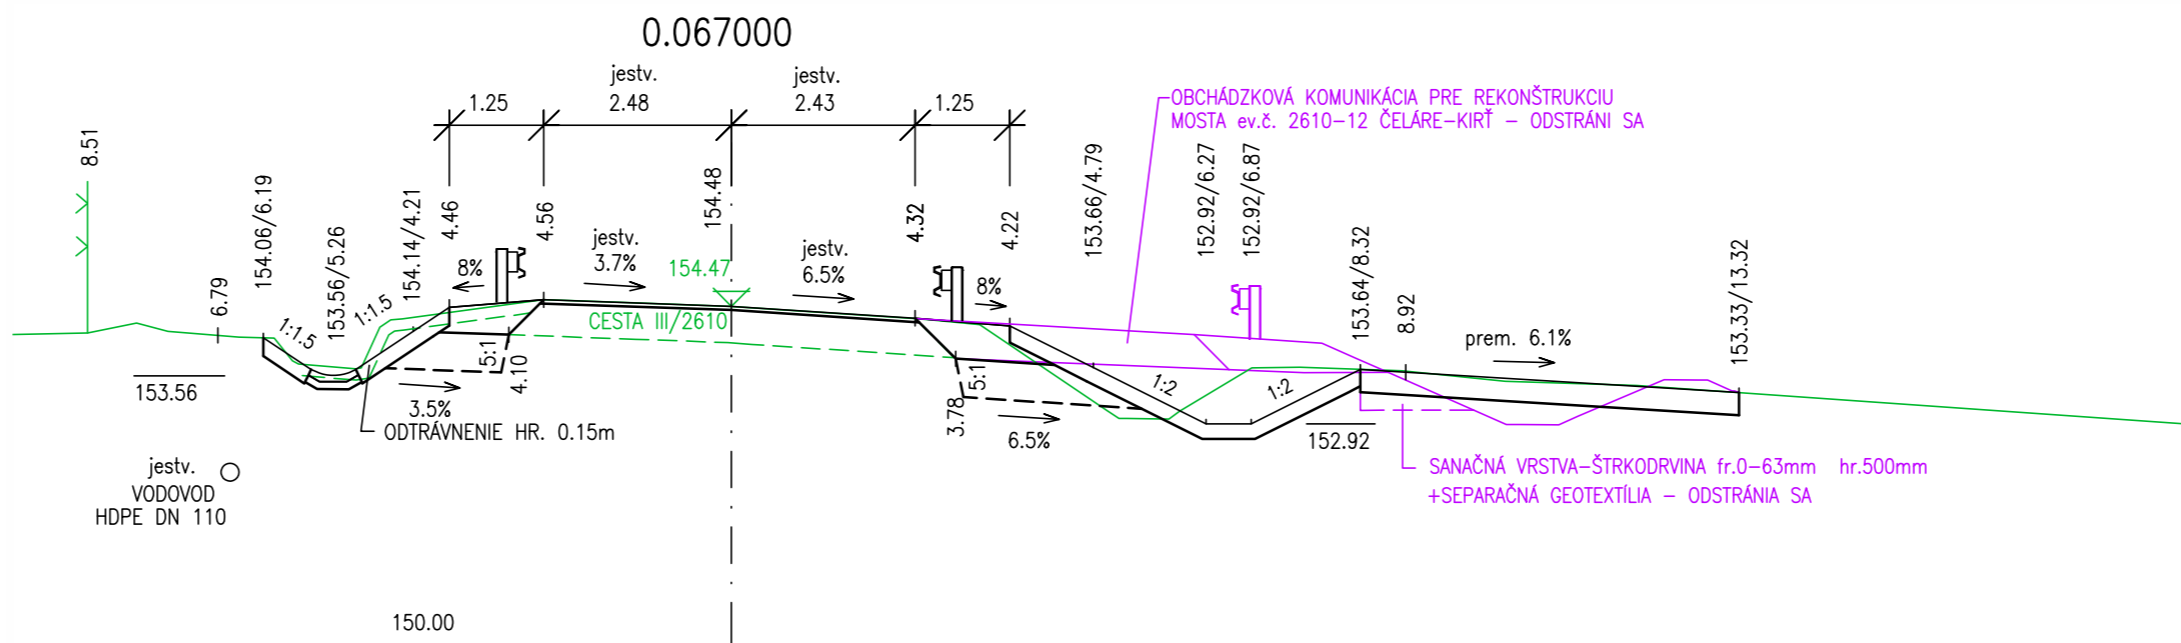 0.067000
jestv.
2.48
jestv.
2.43
1.25
1.25
OBCHÁDZKOVÁ KOMUNIKÁCIA PRE REKONŠTRUKCIU
MOSTA ev.č. 2610-12 ČELÁRE-KIRŤ - ODSTRÁNI SA
8.51
6.79
154.06/6.19
153.56/5.26
154.14/4.21
4.46
4.56
154.48
4.32
4.22
153.66/4.79
152.92/6.27
152.92/6.87
153.64/8.32
8.92
153.33/13.32
8%
jestv.
3.7%
154.47
jestv.
6.5%
8%
prem. 6.1%
CESTA III/2610
1:1.5
1:1.5
5:1
4.10
5:1
3.78
1:2
1:2
153.56
3.5%
ODTRÁVNENIE HR. 0.15m
6.5%
152.92
jestv.
VODOVOD
HDPE DN 110
SANAČNÁ VRSTVA-ŠTRKODRVINA fr.0-63mm hr.500mm
+SEPARAČNÁ GEOTEXTÍLIA - ODSTRÁNIA SA
150.00